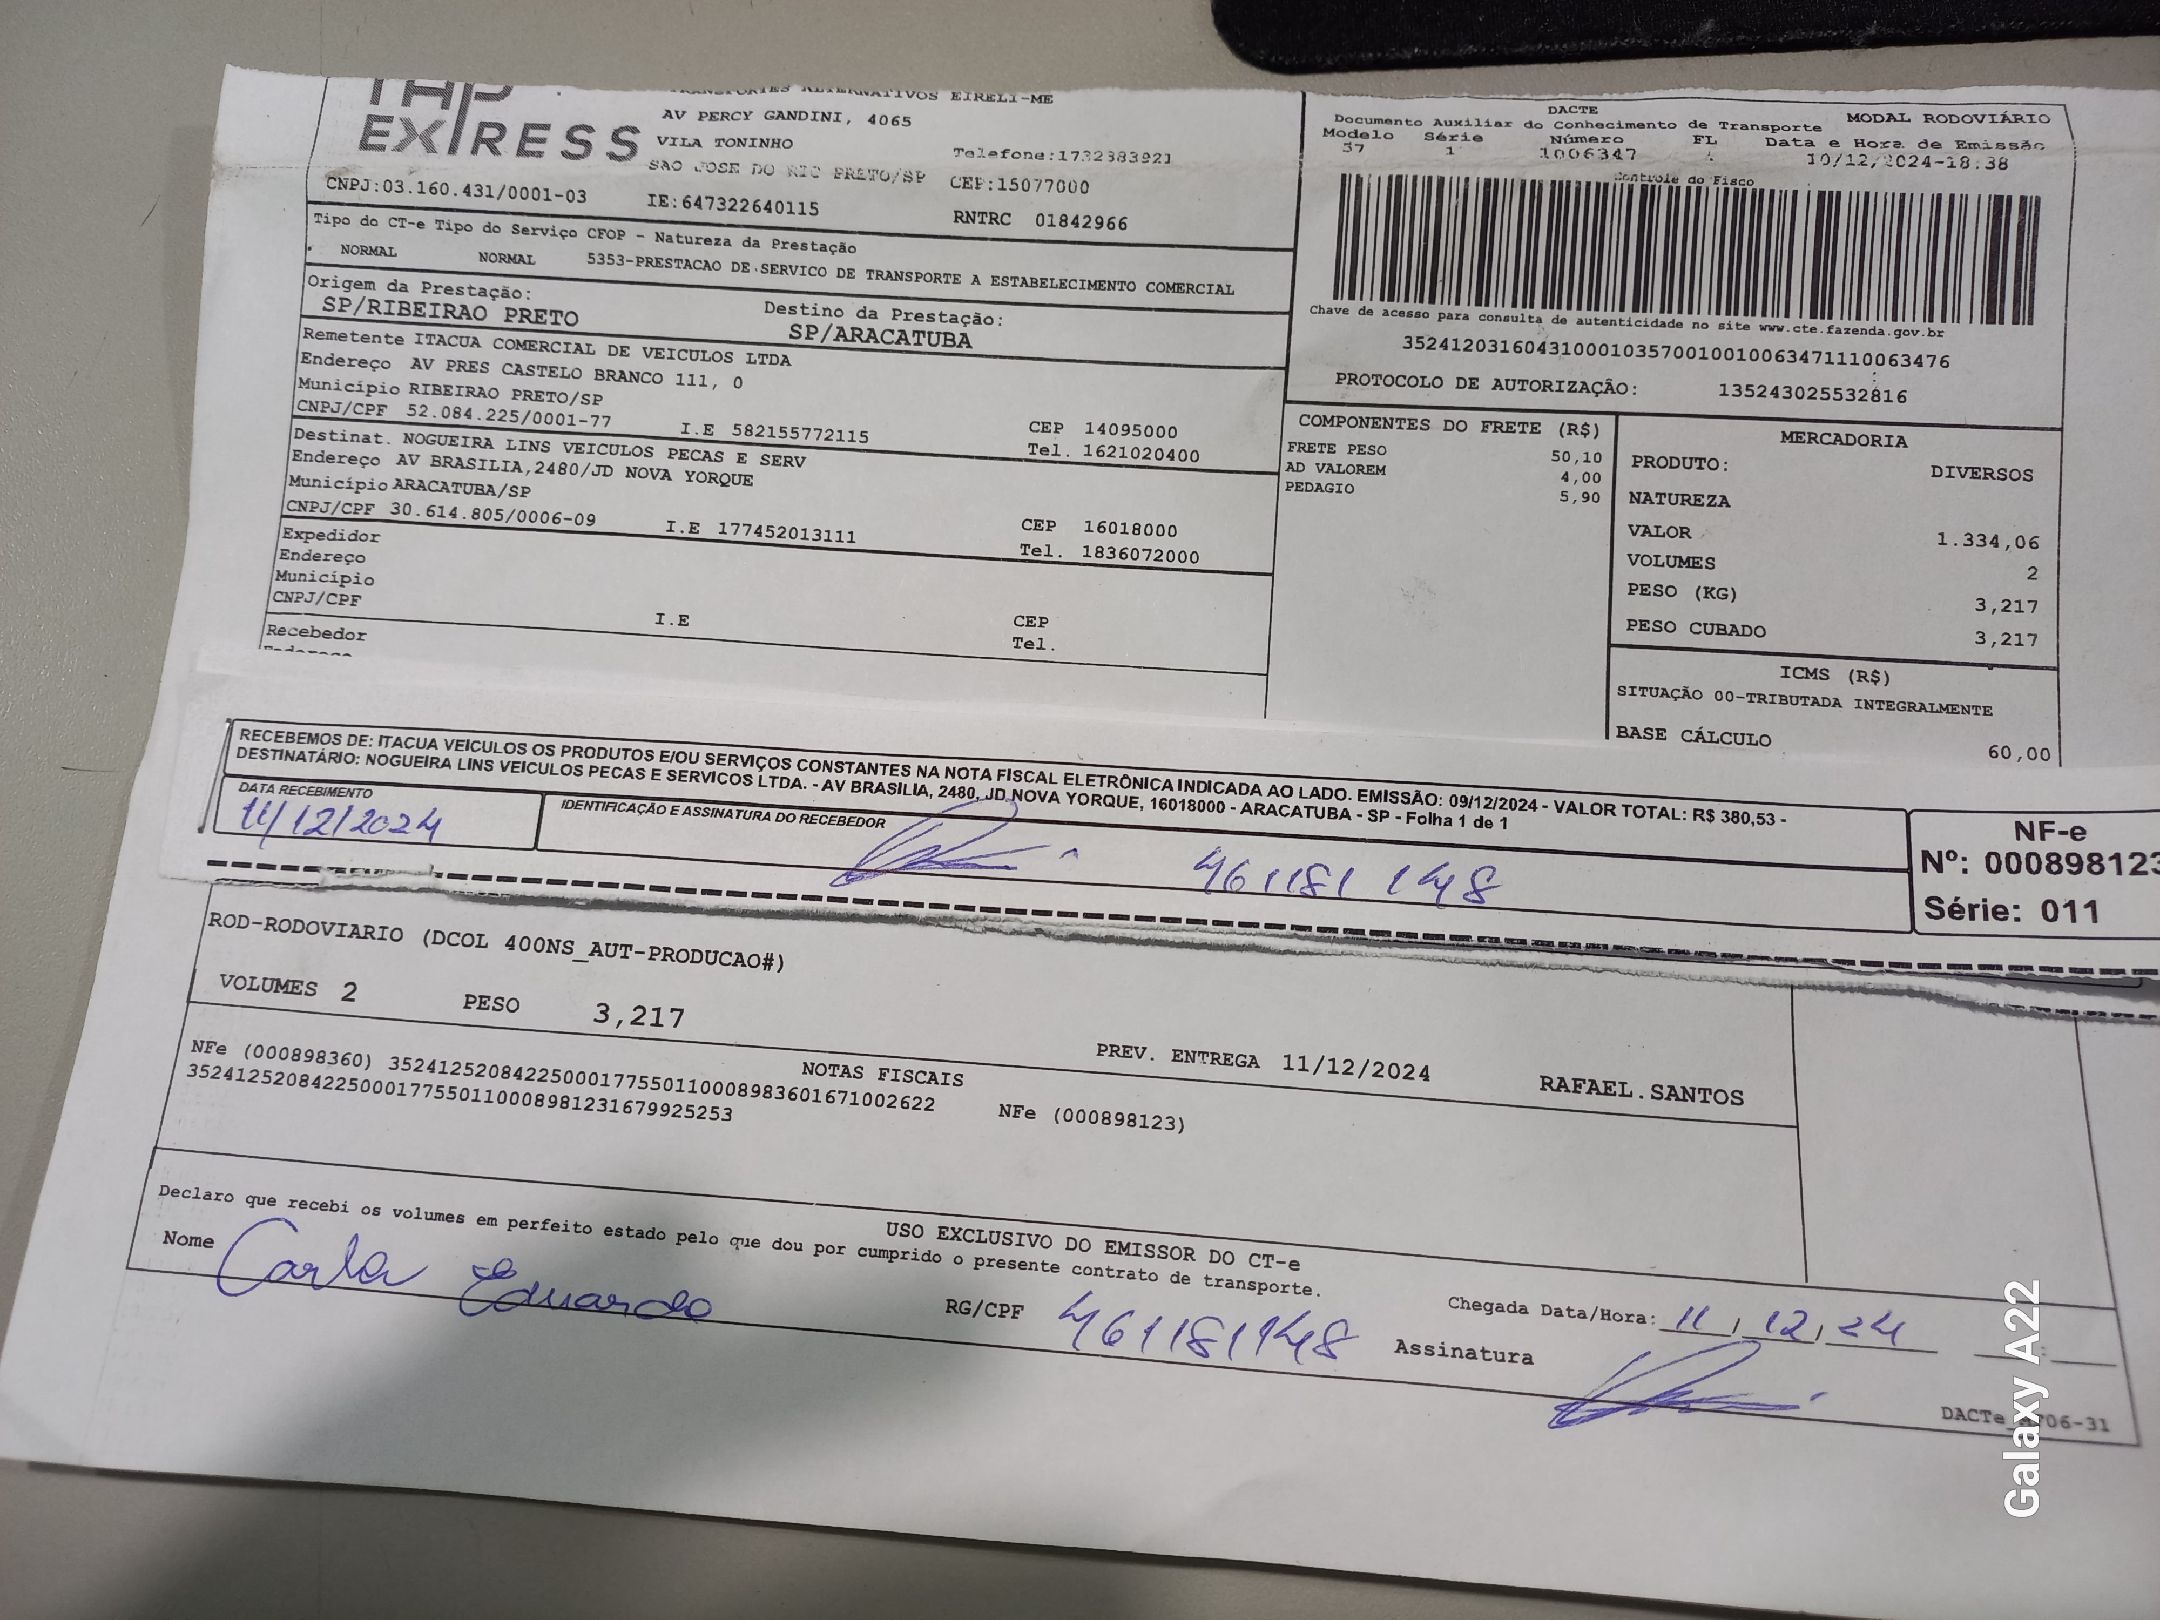 TAP
EXPRESS
TRANSPORTES ALTERNATIVOS EIRELI-ME
AV PERCY GANDINI, 4065
VILA TONINHO
Telefone:1732383921
SAO JOSE DO RIO PRETO/SP CEP:15077000
CNPJ:03.160.431/0001-03 IE:647322640115 RNTRC 01842966
DACTE MODAL RODOVIÁRIO
Documento Auxiliar do Conhecimento de Transporte
Modelo Série Número FL Data e Hora de Emissão
57 1 1006347 10/12/2024-18:38
Controle do Fisco
Chave de acesso para consulta de autenticidade no site www.cte.fazenda.gov.br
35241203160431000103570010010063471110063476
PROTOCOLO DE AUTORIZAÇÃO: 135243025532816
Tipo do CT-e Tipo do Serviço CFOP - Natureza da Prestação
NORMAL NORMAL 5353-PRESTACAO DE SERVICO DE TRANSPORTE A ESTABELECIMENTO COMERCIAL
Origem da Prestação: Destino da Prestação:
SP/RIBEIRAO PRETO SP/ARACATUBA
Remetente ITACUA COMERCIAL DE VEICULOS LTDA
Endereço AV PRES CASTELO BRANCO 111, 0
Município RIBEIRAO PRETO/SP CEP 14095000
CNPJ/CPF 52.084.225/0001-77 I.E 582155772115 Tel. 1621020400
Destinat. NOGUEIRA LINS VEICULOS PECAS E SERV
Endereço AV BRASILIA,2480/JD NOVA YORQUE
Município ARACATUBA/SP CEP 16018000
CNPJ/CPF 30.614.805/0006-09 I.E 177452013111 Tel. 1836072000
Expedidor
Endereço
Município CEP
CNPJ/CPF I.E Tel.
Recebedor
Endereço
COMPONENTES DO FRETE (R$)
FRETE PESO 50,10
AD VALOREM 4,00
PEDAGIO 5,90
MERCADORIA
PRODUTO: DIVERSOS
NATUREZA
VALOR 1.334,06
VOLUMES 2
PESO (KG) 3,217
PESO CUBADO 3,217
ICMS (R$)
SITUAÇÃO 00-TRIBUTADA INTEGRALMENTE
BASE CÁLCULO 60,00
RECEBEMOS DE: ITACUA VEICULOS OS PRODUTOS E/OU SERVIÇOS CONSTANTES NA NOTA FISCAL ELETRÔNICA INDICADA AO LADO. EMISSÃO: 09/12/2024 - VALOR TOTAL: R$ 380,53 -
DESTINATÁRIO: NOGUEIRA LINS VEICULOS PECAS E SERVICOS LTDA. - AV BRASILIA, 2480, JD NOVA YORQUE, 16018000 - ARACATUBA - SP - Folha 1 de 1
DATA RECEBIMENTO IDENTIFICAÇÃO E ASSINATURA DO RECEBEDOR
11/12/2024 461181148
NF-e
Nº: 000898123
Série: 011
ROD-RODOVIARIO (DCOL 400NS_AUT-PRODUCAO#)
VOLUMES 2 PESO 3,217 PREV. ENTREGA 11/12/2024 RAFAEL.SANTOS
NOTAS FISCAIS
NFe (000898360) 35241252084225000177550110008983601671002622 NFe (000898123)
35241252084225000177550110008981231679925253
USO EXCLUSIVO DO EMISSOR DO CT-e
Declaro que recebi os volumes em perfeito estado pelo que dou por cumprido o presente contrato de transporte.
Nome Carla Eduardo RG/CPF 461181148 Assinatura
Chegada Data/Hora: 11/12/24
DACTe 06-31
Galaxy A22